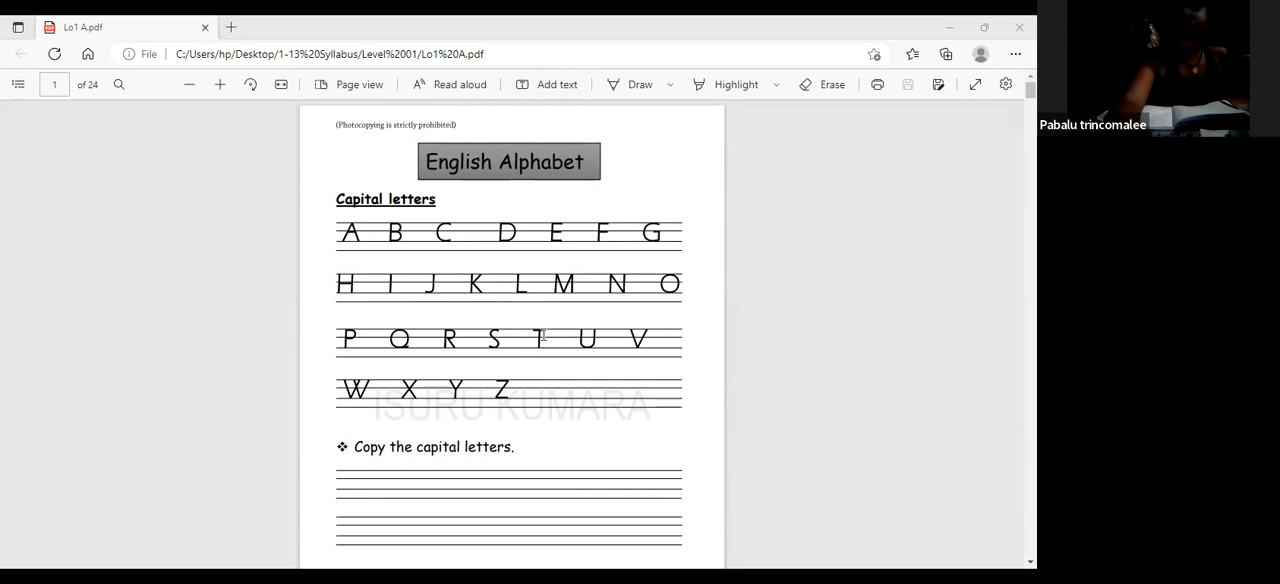 Lo1 A.pdf
File C:/Users/hp/Desktop/1-13%20Syllabus/Level%2001/Lo1%20A.pdf
1 of 24 Page view Read aloud Add text Draw Highlight Erase
Pabalu trincomalee
(Photocopying is strictly prohibited)
English Alphabet
Capital letters
A B C D E F G
H I J K L M N O
P Q R S T U V
W X Y Z
ISURU KUMARA
❖ Copy the capital letters.